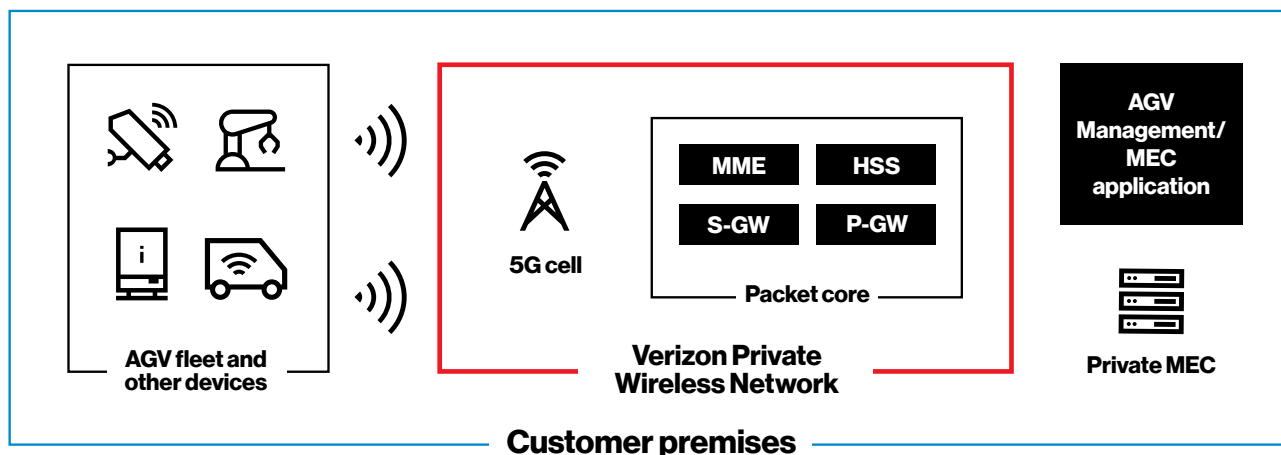 i
AGV fleet and
other devices
5G cell
MME
HSS
S-GW
P-GW
Packet core
Verizon Private
Wireless Network
AGV
Management/
MEC
application
Private MEC
Customer premises